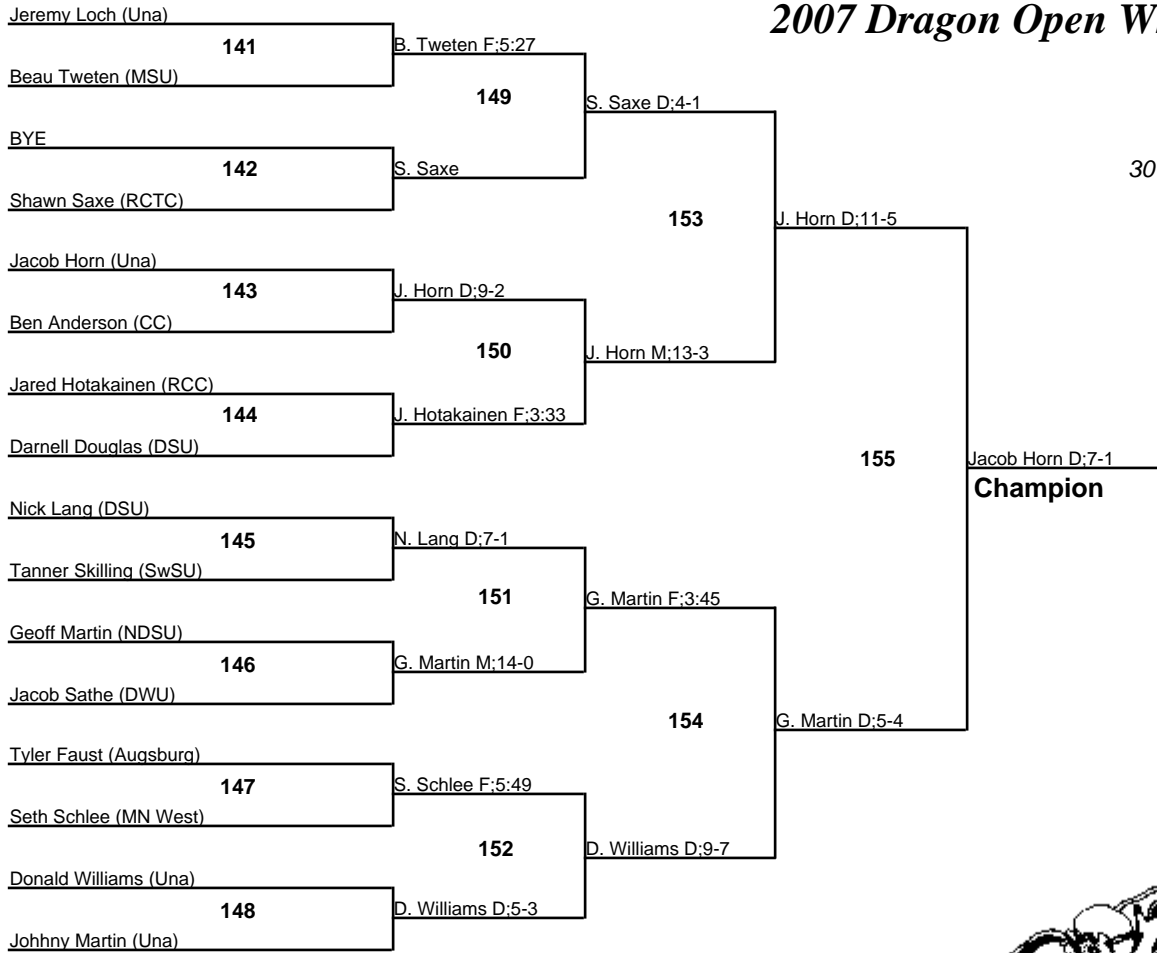 Jeremy Loch (Una)
2007 Dragon Open W
141
B. Tweten F;5:27
Beau Tweten (MSU)
149
S. Saxe D;4-1
BYE
142
S. Saxe
30
Shawn Saxe (RCTC)
153
J. Horn D;11-5
Jacob Horn (Una)
143
J. Horn D;9-2
Ben Anderson (CC)
150
J. Horn M;13-3
Jared Hotakainen (RCC)
144
J. Hotakainen F;3:33
Darnell Douglas (DSU)
155
Jacob Horn D;7-1
Champion
Nick Lang (DSU)
145
N. Lang D;7-1
Tanner Skilling (SwSU)
151
G. Martin F;3:45
Geoff Martin (NDSU)
146
G. Martin M;14-0
Jacob Sathe (DWU)
154
G. Martin D;5-4
Tyler Faust (Augsburg)
147
S. Schlee F;5:49
Seth Schlee (MN West)
152
D. Williams D;9-7
Donald Williams (Una)
148
D. Williams D;5-3
Johhny Martin (Una)